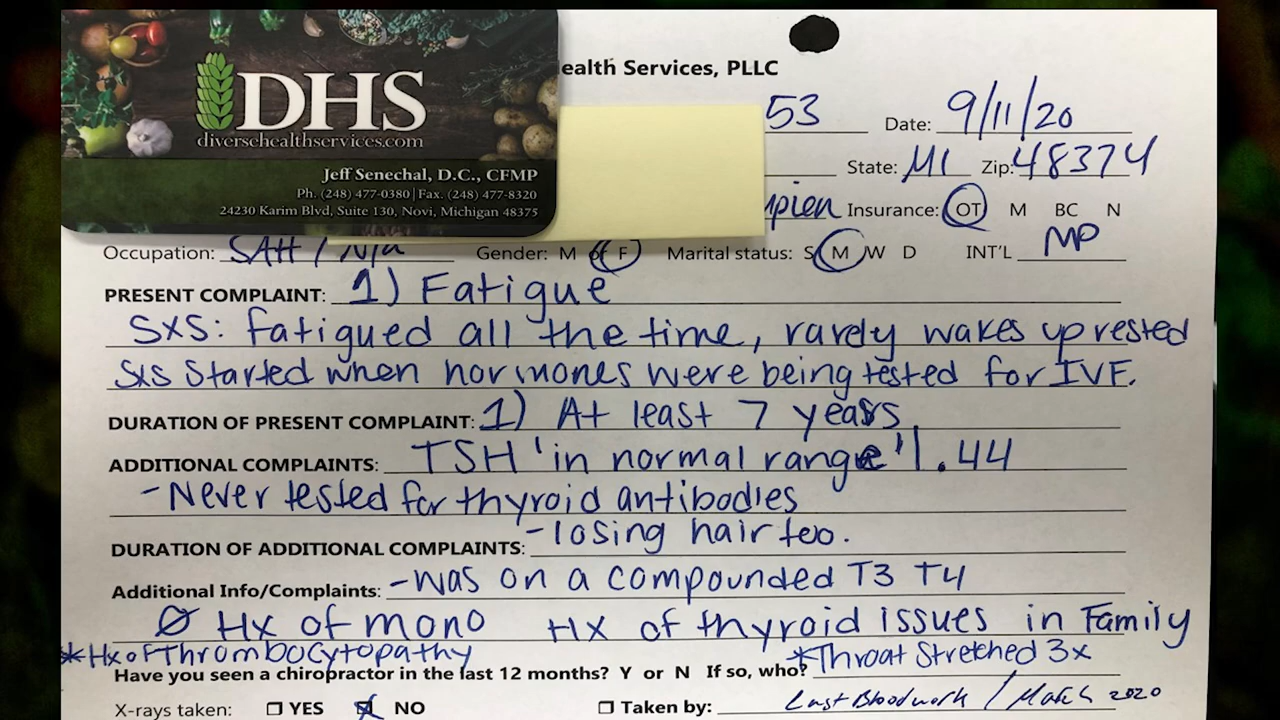 DHS
diversehealthservices.com
Jeff Senechal, D.C., CFMP
Ph. (248) 477-0380 | Fax. (248) 477-8320
24230 Karim Blvd, Suite 130, Novi, Michigan 48375
ealth Services, PLLC
53 Date: 9/11/20
State: MI Zip: 48374
Insurance: OT M BC N
Occupation: SAH / N/a Gender: M or F Marital status: S M W D INT'L MP
PRESENT COMPLAINT: 1) Fatigue
SXS: fatigued all the time, rarely wakes up rested
Sxs Started when hormones were being tested for IVF.
DURATION OF PRESENT COMPLAINT: 1) At least 7 years
ADDITIONAL COMPLAINTS: TSH 'in normal range' 1.44
- Never tested for thyroid antibodies
DURATION OF ADDITIONAL COMPLAINTS: - losing hair too.
Additional Info/Complaints: - was on a compounded T3 T4
Ø Hx of mono Hx of thyroid issues in Family
*Hx of Thrombocytopathy *Throat Stretched 3x
Have you seen a chiropractor in the last 12 months? Y or N If so, who?
X-rays taken: YES NO Taken by: Last Bloodwork / March 2020